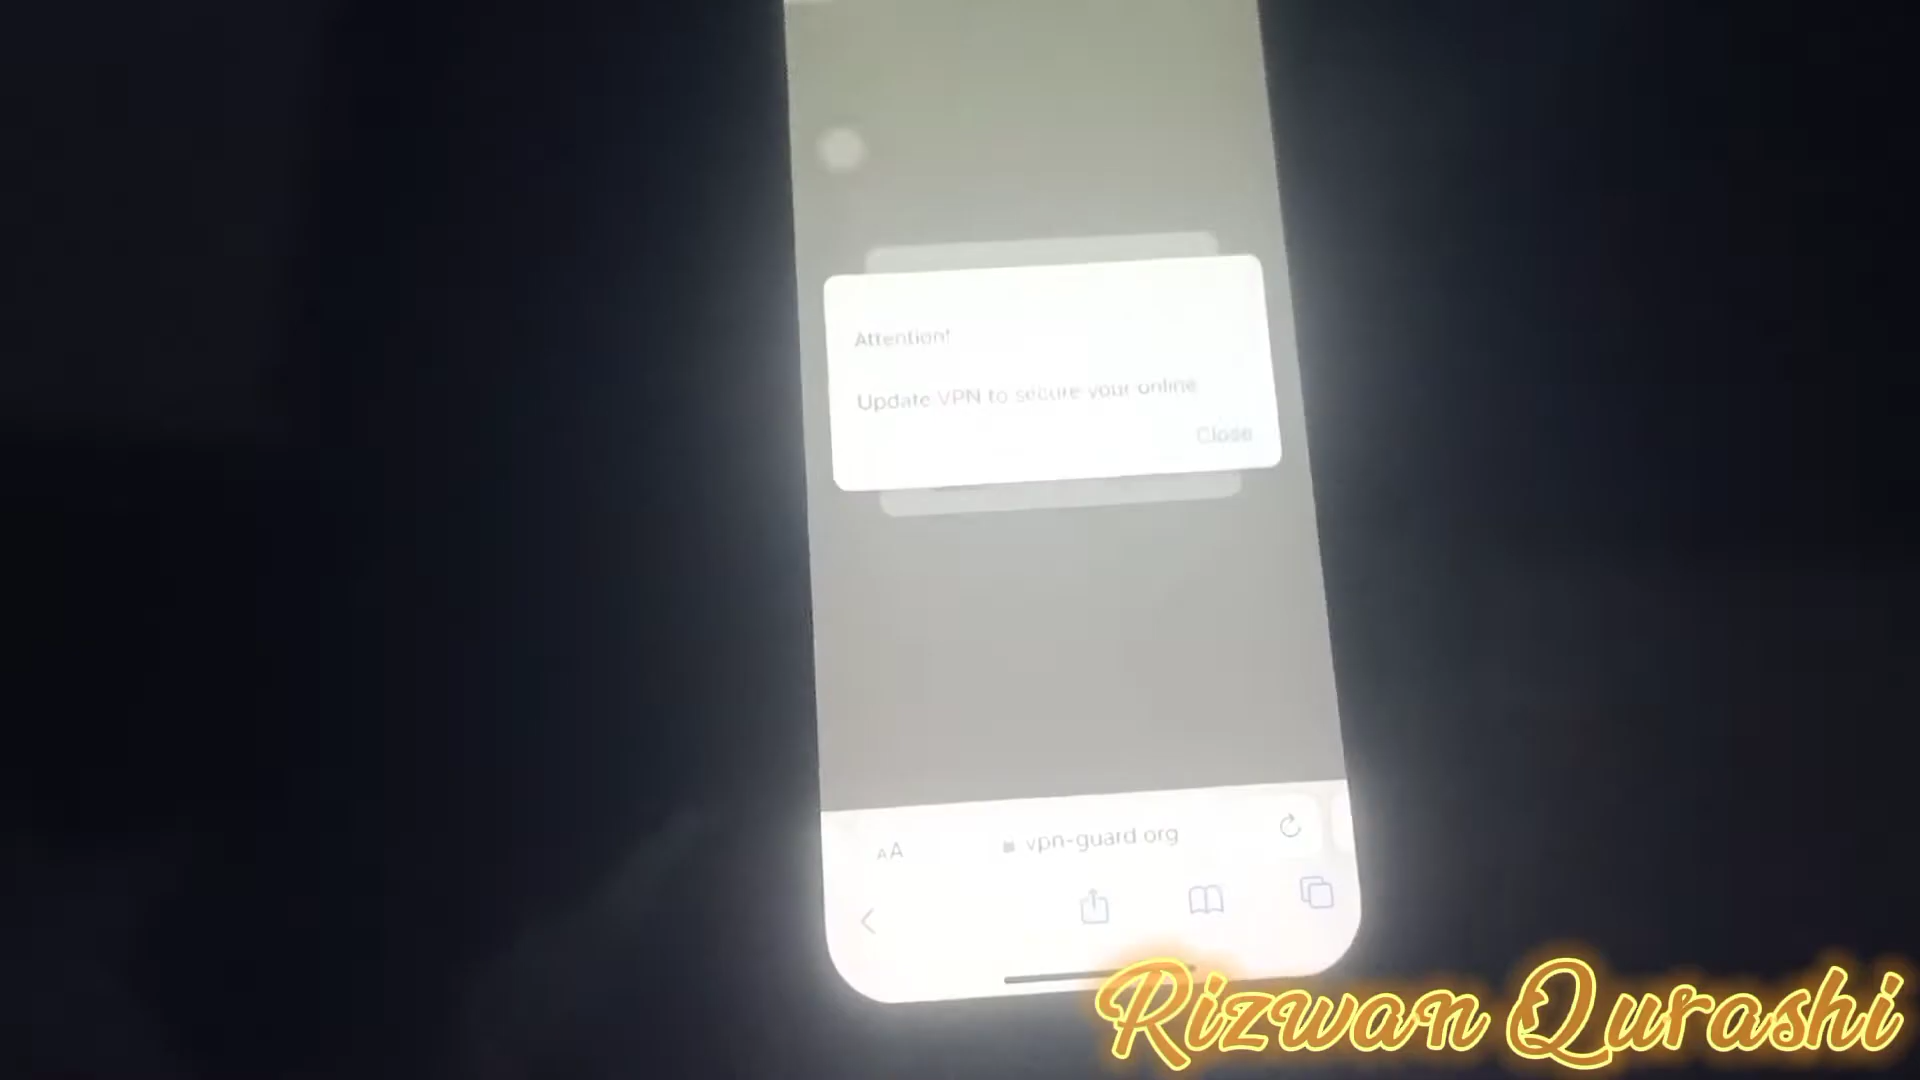 Attention!
Update VPN to secure your online
Close
AA
vpn-guard.org
Rizwan Qurashi